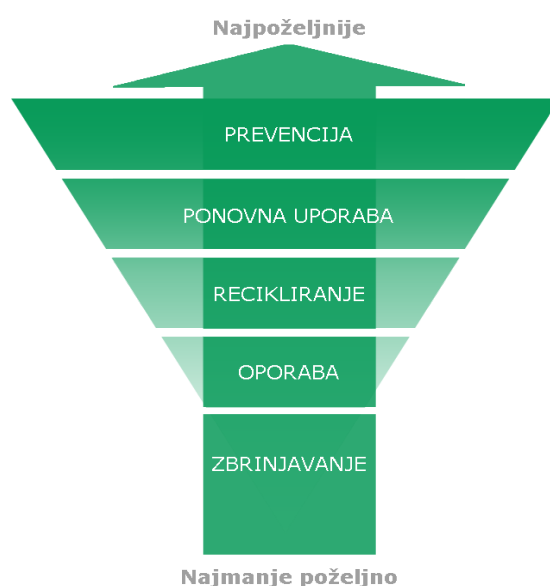 Najpoželjnije
PREVENCIJA
PONOVNA UPORABA
RECIKLIRANJE
OPORABA
ZBRINJAVANJE
Najmanje poželjno